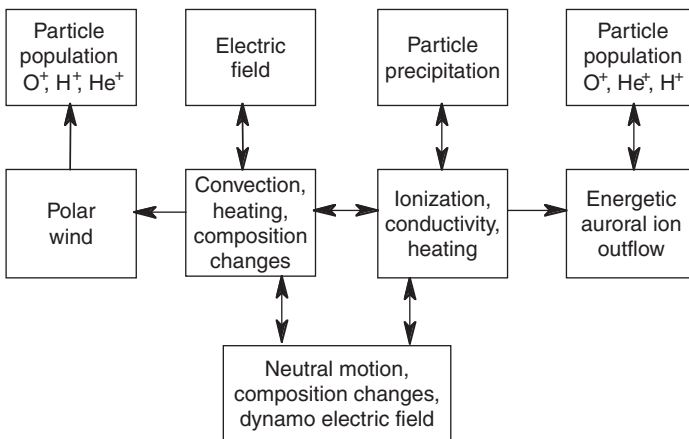 Particle
population
O⁺, H⁺, He⁺
Electric
field
Particle
precipitation
Particle
population
O⁺, He⁺, H⁺
Polar
wind
Convection,
heating,
composition
changes
Ionization,
conductivity,
heating
Energetic
auroral ion
outflow
Neutral motion,
composition changes,
dynamo electric field